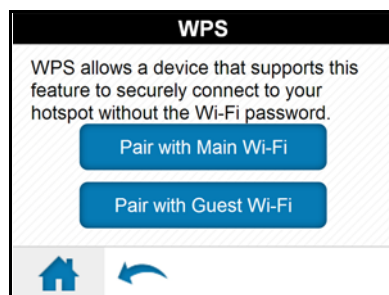 WPS
WPS allows a device that supports this
feature to securely connect to your
hotspot without the Wi-Fi password.
Pair with Main Wi-Fi
Pair with Guest Wi-Fi